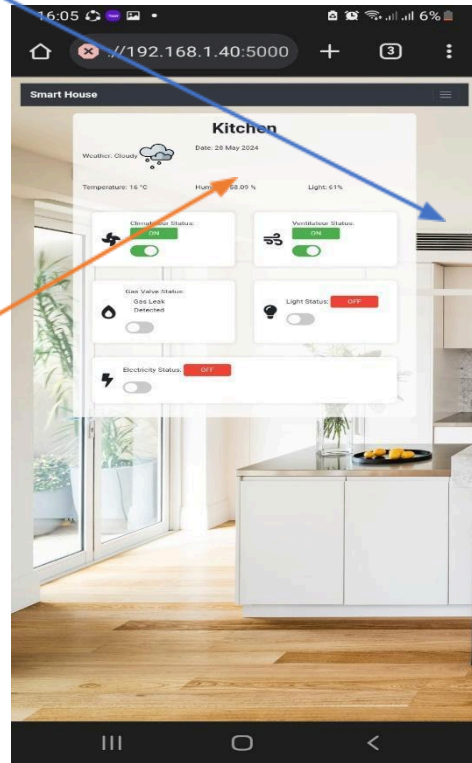 16:05 6%
://192.168.1.40:5000 3
Smart House
Kitchen
Weather: Cloudy Date: 28 May 2024
Temperature: 16 °C 58.09 % Light: 61%
Climatiseur Status: Ventilateur Status:
ON ON
Gas Valve Status:
Gas Leak Light Status: OFF
Detected
Electricity Status: OFF